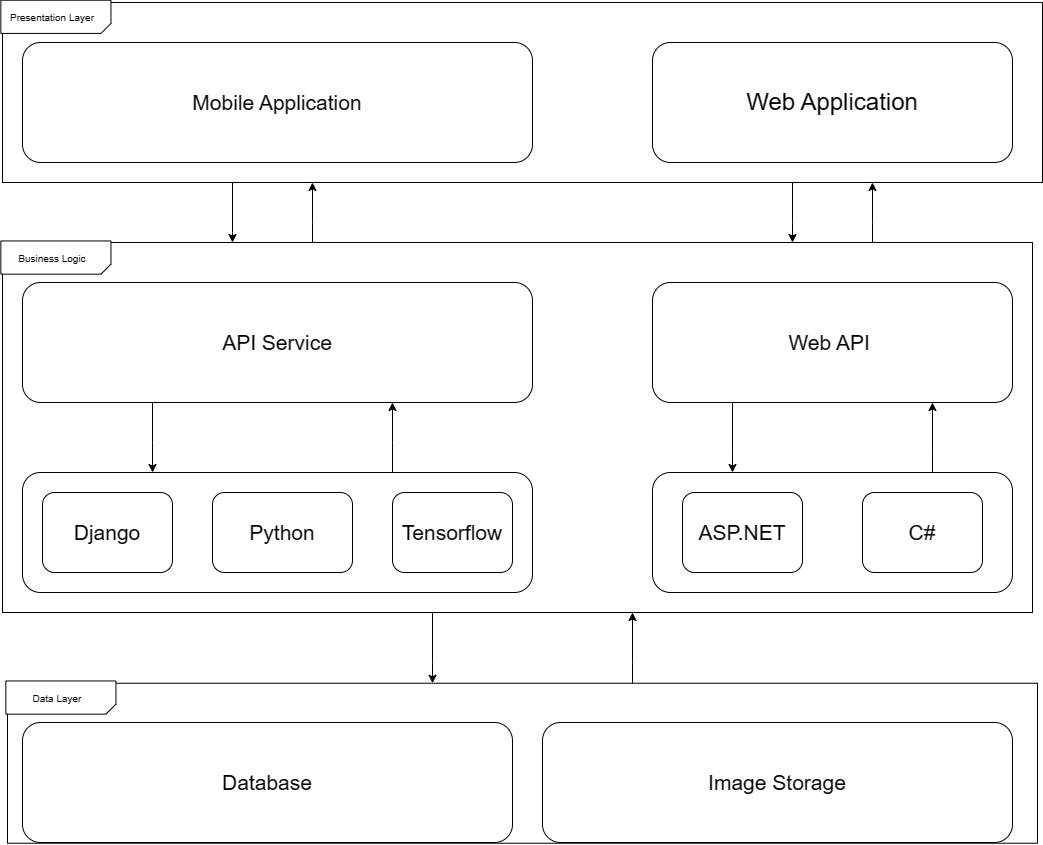 Presentation Layer
Mobile Application
Web Application
Business Logic
API Service
Web API
Django
Python
Tensorflow
ASP.NET
C#
Data Layer
Database
Image Storage